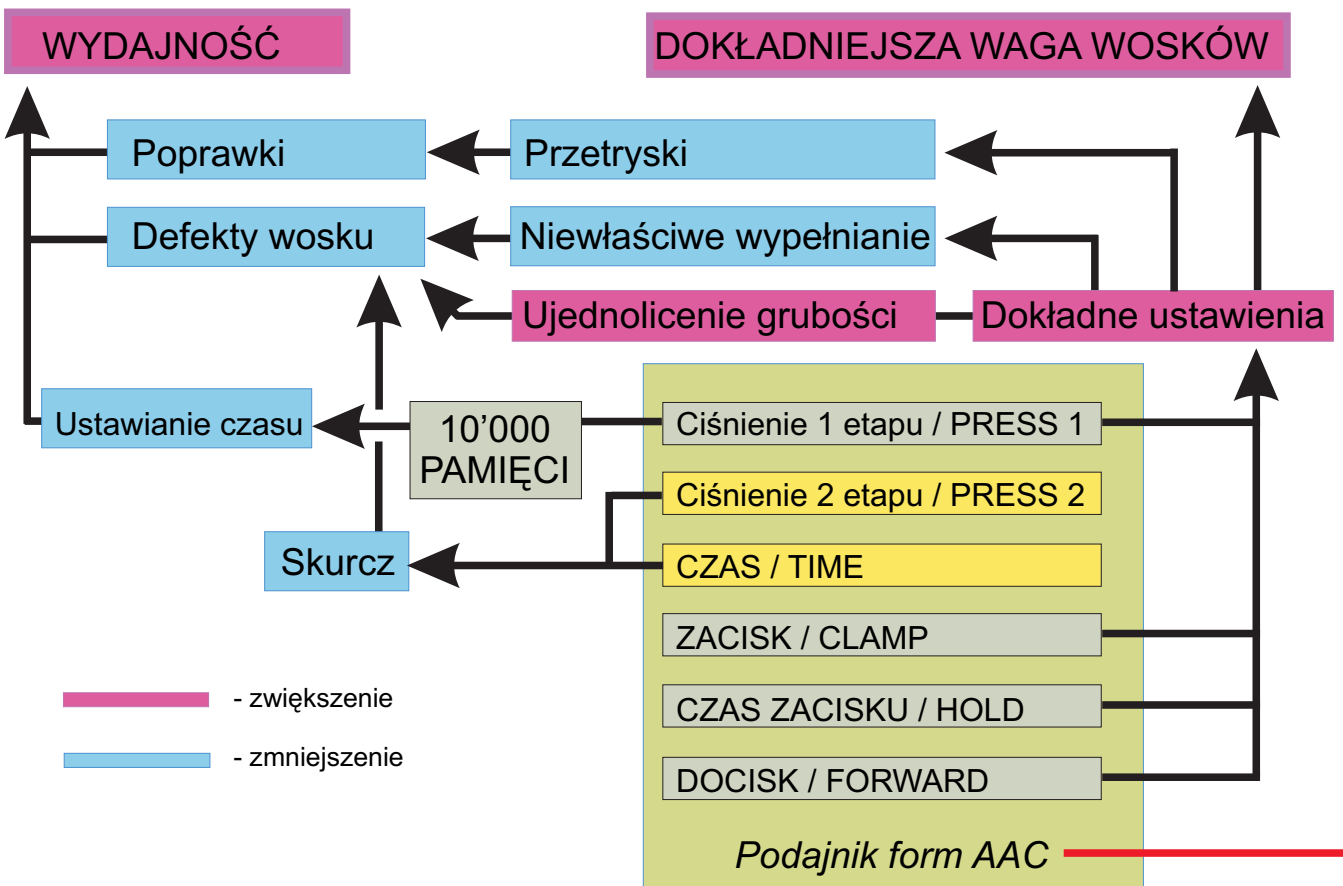 WYDAJNOŚĆ
DOKŁADNIEJSZA WAGA WOSKÓW
Poprawki
Przetryski
Defekty wosku
Niewłaściwe wypełnianie
Ujednolicenie grubości
Dokładne ustawienia
Ustawianie czasu
10’000
PAMIĘCI
Ciśnienie 1 etapu / PRESS 1
Ciśnienie 2 etapu / PRESS 2
Skurcz
CZAS / TIME
ZACISK / CLAMP
CZAS ZACISKU / HOLD
DOCISK / FORWARD
- zwiększenie
- zmniejszenie
Podajnik form AAC